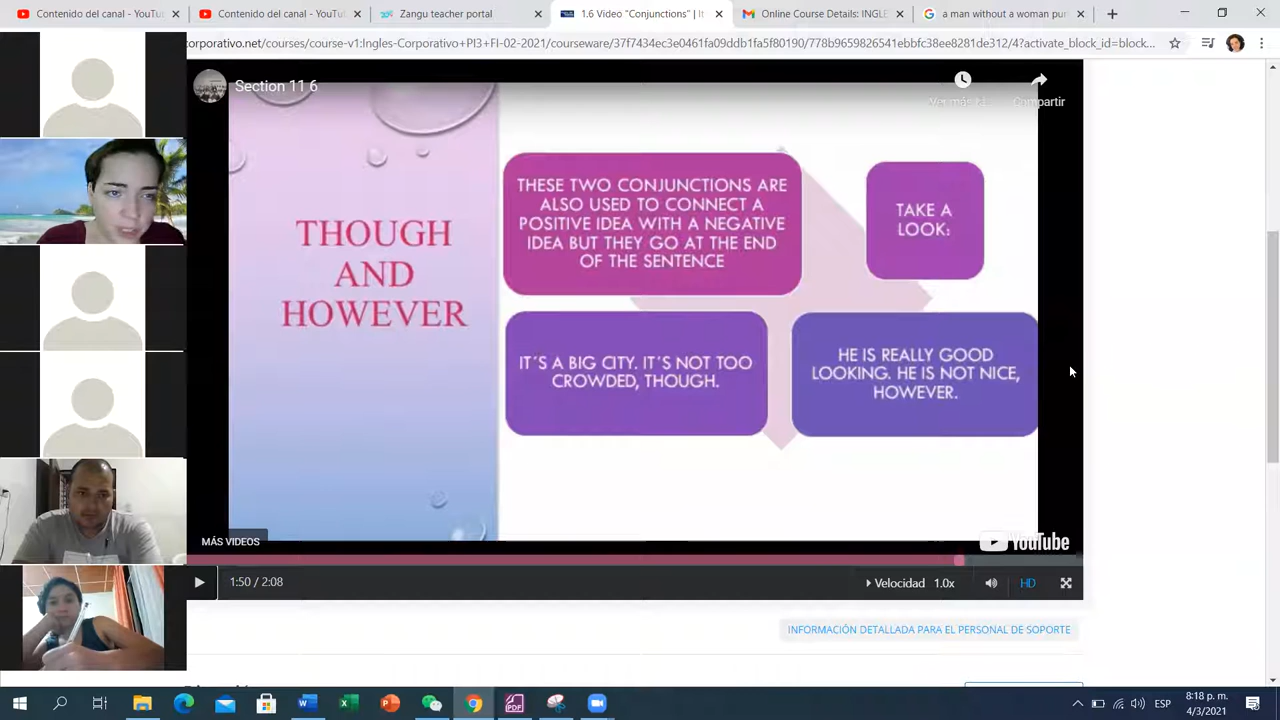 Contenido del canal - YouTu
Contenido del canal - YouTu
Zangu teacher portal
1.6 Video "Conjunctions" | It
Online Course Details: INGLE
a man without a woman pu
corporativo.net/courses/course-v1:Ingles-Corporativo+PI3+FI-02-2021/courseware/37f7434ec3e0461fa09ddb1fa5f80190/778b9659826541ebbfc38ee8281de312/4?activate_block_id=block...
Section 11 6
Compartir
THOUGH
AND
HOWEVER
THESE TWO CONJUNCTIONS ARE
ALSO USED TO CONNECT A
POSITIVE IDEA WITH A NEGATIVE
IDEA BUT THEY GO AT THE END
OF THE SENTENCE
TAKE A
LOOK:
IT´S A BIG CITY. IT´S NOT TOO
CROWDED, THOUGH.
HE IS REALLY GOOD
LOOKING. HE IS NOT NICE,
HOWEVER.
MÁS VIDEOS
YouTube
1:50 / 2:08
Velocidad 1.0x
HD
INFORMACIÓN DETALLADA PARA EL PERSONAL DE SOPORTE
ESP
8:18 p. m.
4/3/2021